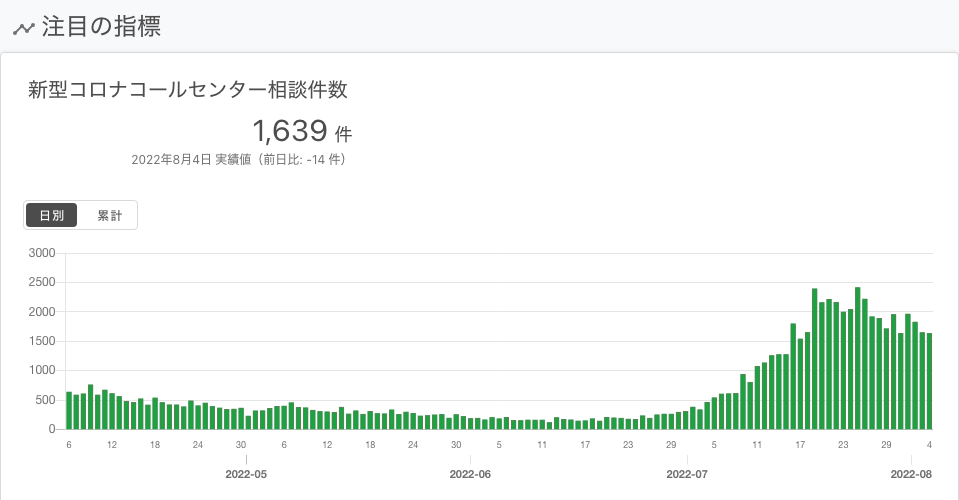 注目の指標
新型コロナコールセンター相談件数
1,639 件
2022年8月4日 実績値（前日比: -14 件）
日別 累計
3000
2500
2000
1500
1000
500
0
6 12 18 24 30 6 12 18 24 30 5 11 17 23 29 5 11 17 23 29 4
2022-05 2022-06 2022-07 2022-08